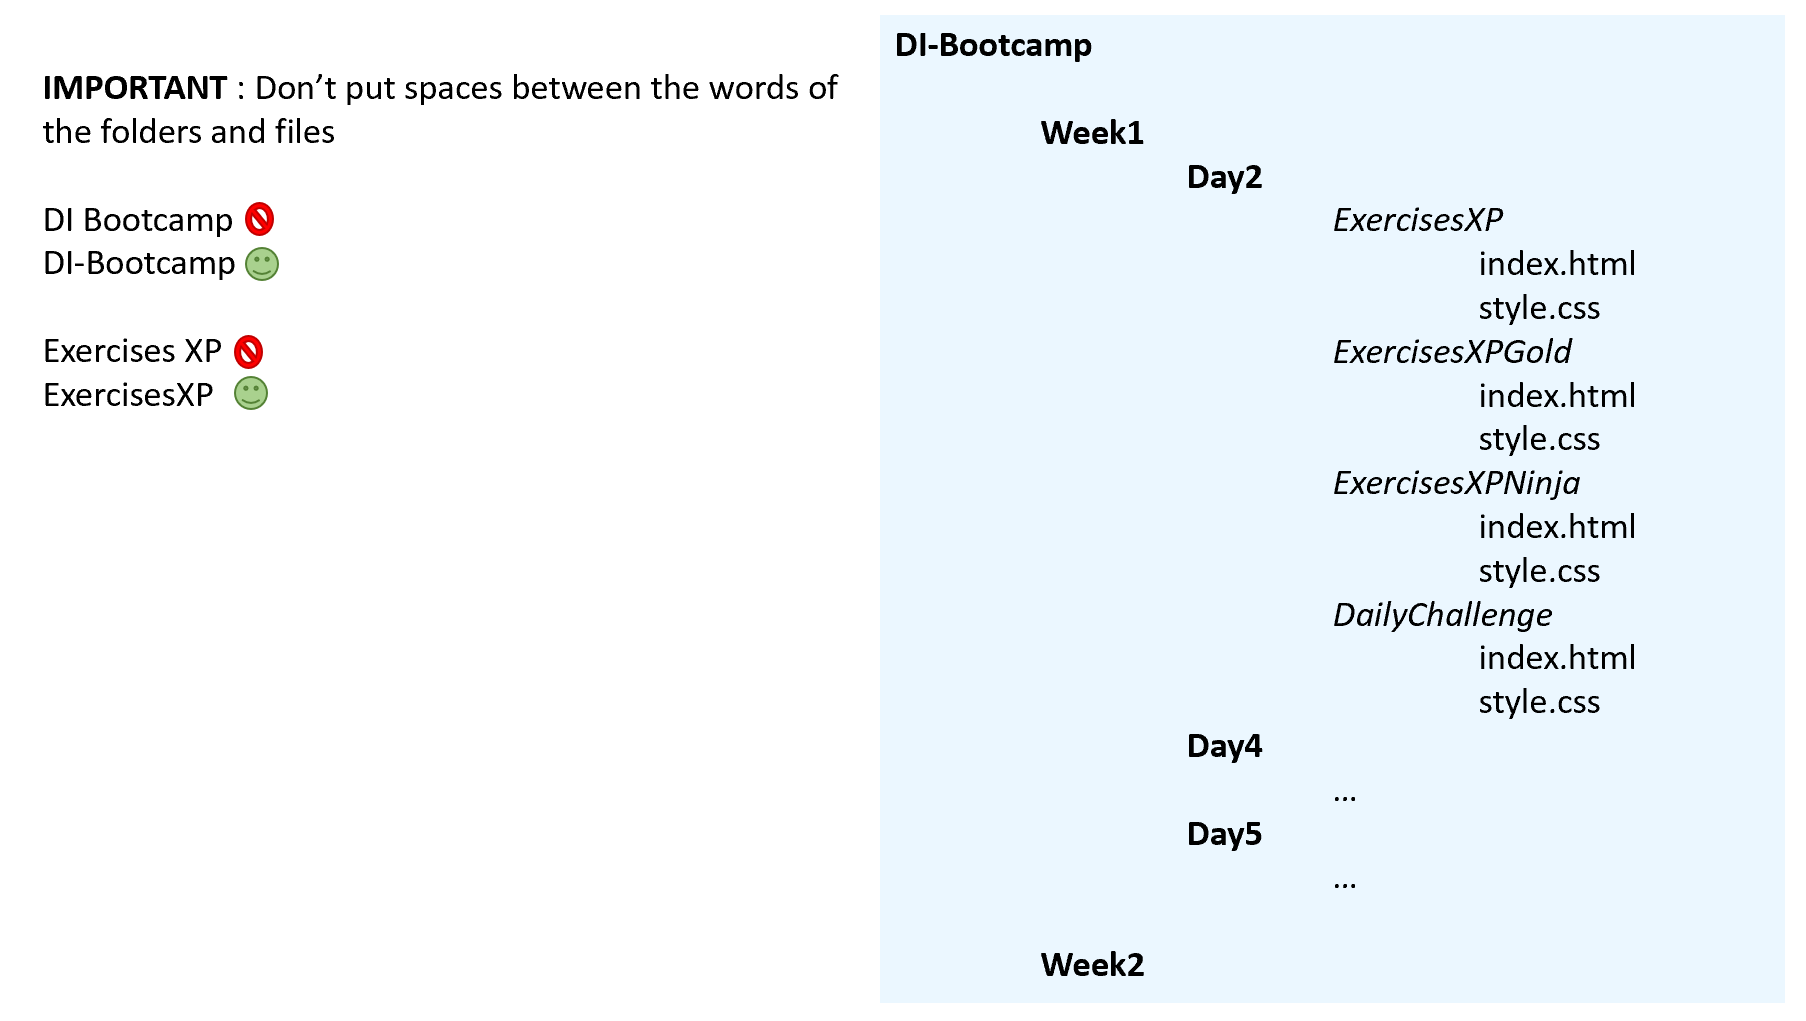 IMPORTANT : Don’t put spaces between the words of
the folders and files
DI Bootcamp
DI-Bootcamp
Exercises XP
ExercisesXP
DI-Bootcamp
Week1
Day2
ExercisesXP
index.html
style.css
ExercisesXPGold
index.html
style.css
ExercisesXPNinja
index.html
style.css
DailyChallenge
index.html
style.css
Day4
...
Day5
...
Week2